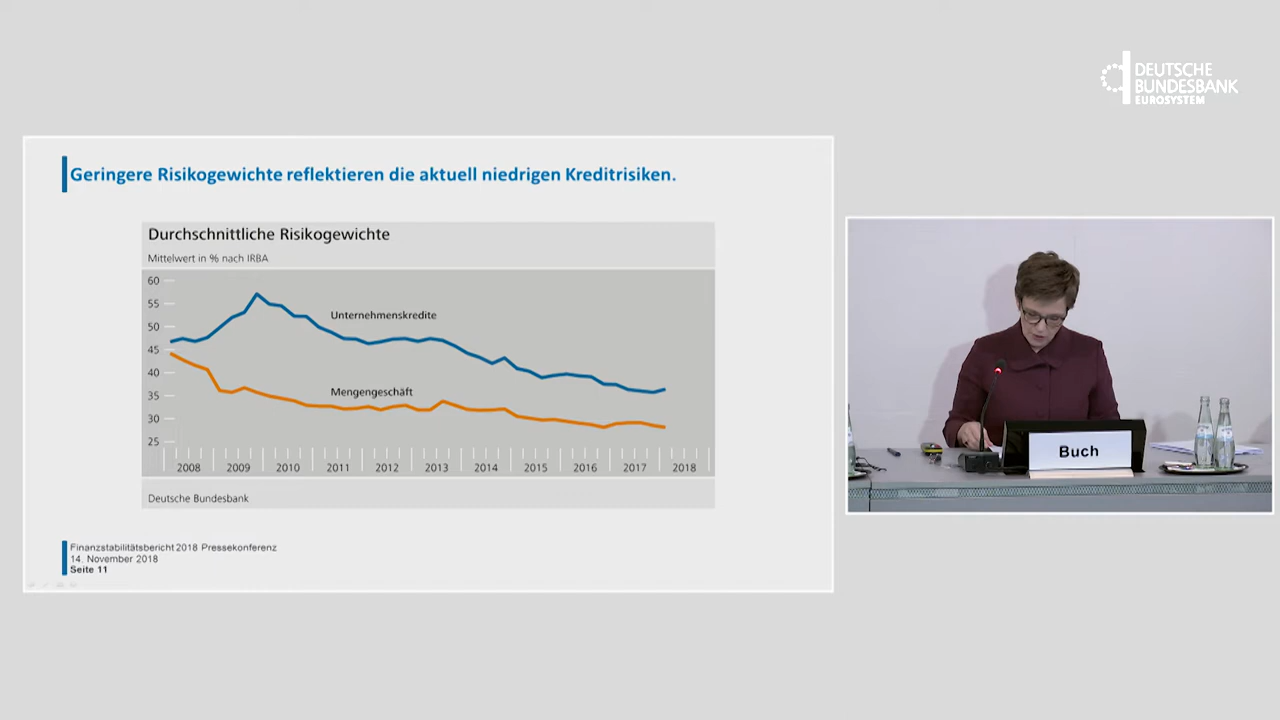 DEUTSCHE
BUNDESBANK
EUROSYSTEM
Geringere Risikogewichte reflektieren die aktuell niedrigen Kreditrisiken.
Durchschnittliche Risikogewichte
Mittelwert in % nach IRBA
60
55
50
45
40
35
30
25
Unternehmenskredite
Mengengeschäft
2008 2009 2010 2011 2012 2013 2014 2015 2016 2017 2018
Deutsche Bundesbank
Finanzstabilitätsbericht 2018 Pressekonferenz
14. November 2018
Seite 11
Buch